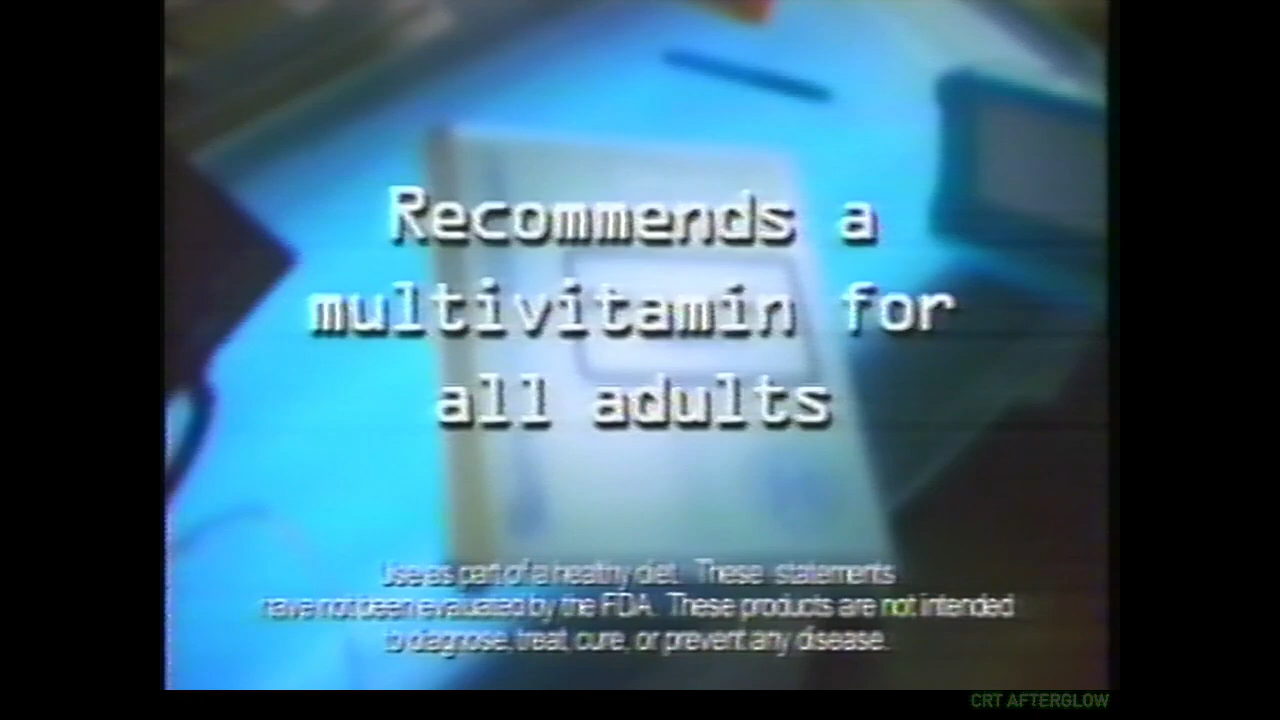 Recommends a
multivitamin for
all adults
Use as part of a healthy diet. These statements
have not been evaluated by the FDA. These products are not intended
to diagnose, treat, cure, or prevent any disease.
CRT AFTERGLOW